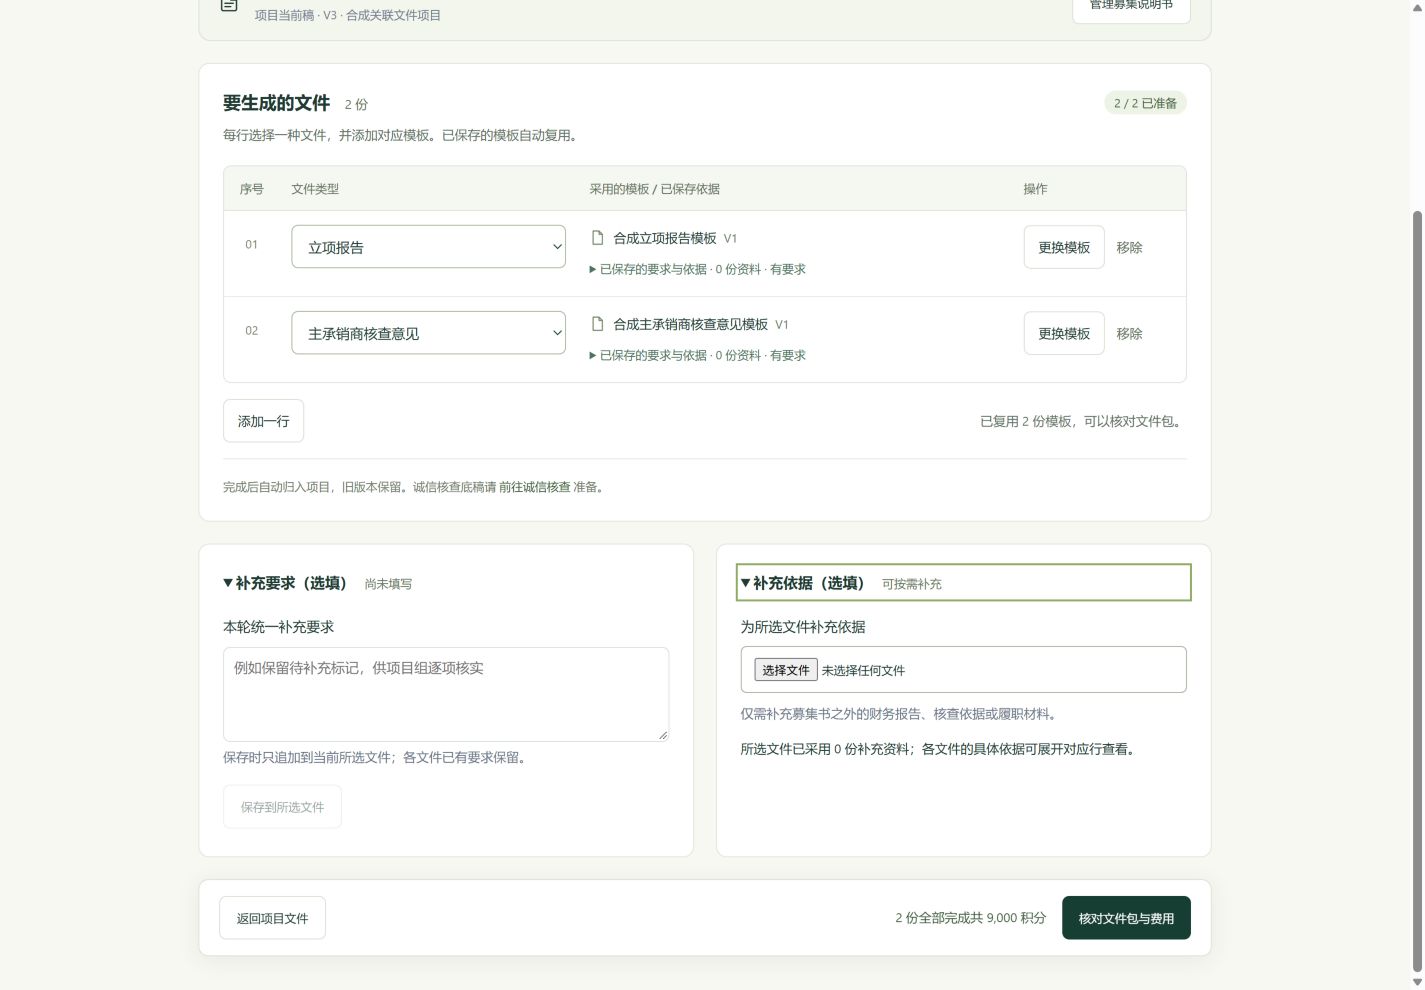 项目当前稿 · V3 · 合成关联文件项目
管理募集说明书
要生成的文件 2 份
2 / 2 已准备
每行选择一种文件，并添加对应模板。已保存的模板自动复用。
序号 文件类型 采用的模板 / 已保存依据 操作
01 立项报告 合成立项报告模板 V1 更换模板 移除
▶ 已保存的要求与依据 · 0 份资料 · 有要求
02 主承销商核查意见 合成主承销商核查意见模板 V1 更换模板 移除
▶ 已保存的要求与依据 · 0 份资料 · 有要求
添加一行 已复用 2 份模板，可以核对文件包。
完成后自动归入项目，旧版本保留。诚信核查底稿请 前往诚信核查 准备。
▼补充要求（选填） 尚未填写
本轮统一补充要求
例如保留待补充标记，供项目组逐项核实
保存时只追加到当前所选文件；各文件已有要求保留。
保存到所选文件
▼补充依据（选填） 可按需补充
为所选文件补充依据
选择文件 未选择任何文件
仅需补充募集书之外的财务报告、核查依据或履职材料。
所选文件已采用 0 份补充资料；各文件的具体依据可展开对应行查看。
返回项目文件 2 份全部完成共 9,000 积分 核对文件包与费用